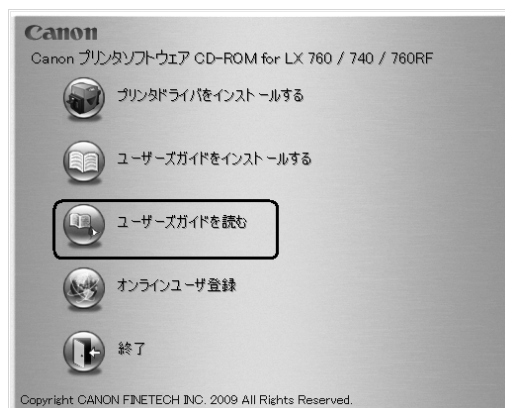 Canon
Canon プリンタソフトウェア CD-ROM for LX 760 / 740 / 760RF
プリンタドライバをインストールする
ユーザーズガイドをインストールする
ユーザーズガイドを読む
オンラインユーザ登録
終了
Copyright CANON FINETECH INC. 2009 All Rights Reserved.